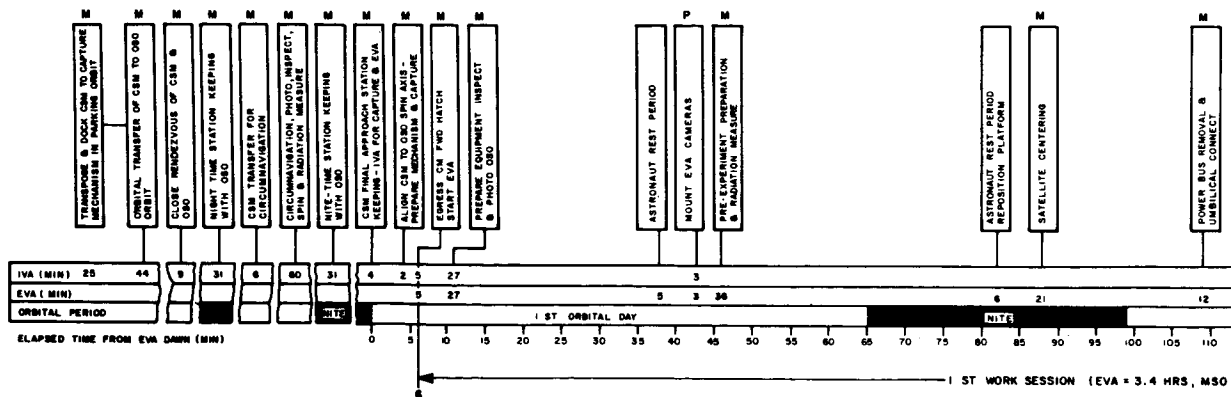 M M M M M M M M M M M P M M M M
TRANSPOSE & DOCK CSM TO CAPTURE
MECHANISM IN PARKING ORBIT
ORBITAL TRANSFER OF CSM TO OSO
ORBIT
CLOSE RENDEZVOUS OF CSM &
OSO
NIGHT TIME STATION KEEPING
WITH OSO
CSM TRANSFER FOR
CIRCUMNAVIGATION
CIRCUMNAVIGATION, PHOTO, INSPECT,
SPIN & RADIATION MEASURE
NITE-TIME STATION KEEPING
WITH OSO
CSM FINAL APPROACH STATION
KEEPING-IVA FOR CAPTURE & EVA
ALIGN CSM TO OSO SPIN AXIS-
PREPARE MECHANISM & CAPTURE
EGRESS CM FWD HATCH
START EVA
PREPARE EQUIPMENT INSPECT
& PHOTO OSO
ASTRONAUT REST PERIOD
MOUNT EVA CAMERAS
PRE-EXPERIMENT PREPARATION
& RADIATION MEASURE
ASTRONAUT REST PERIOD
REPOSITION PLATFORM
SATELLITE CENTERING
POWER BUS REMOVAL &
UMBILICAL CONNECT
IVA (MIN) 25 44 9 31 6 60 31 4 2 5 27 3
EVA (MIN) 5 27 5 3 36 6 21 12
ORBITAL PERIOD NITE 1 ST ORBITAL DAY NITE
ELAPSED TIME FROM EVA DAWN (MIN) 0 5 10 15 20 25 30 35 40 45 50 55 60 65 70 75 80 85 90 95 100 105 110
1 ST WORK SESSION (EVA = 3.4 HRS, MSO
6